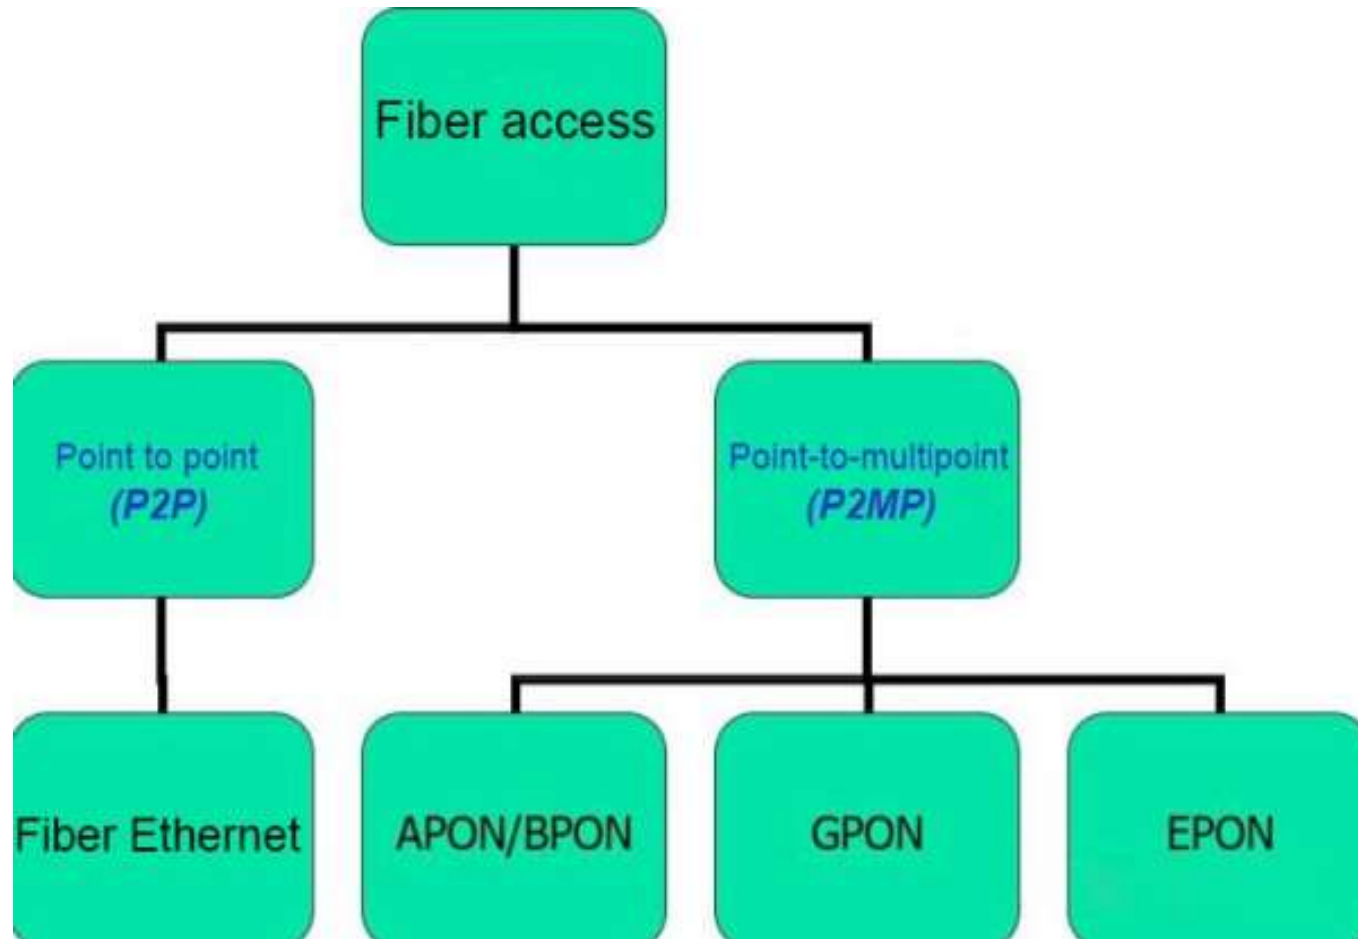 Fiber access
Point to point
(P2P)
Point-to-multipoint
(P2MP)
Fiber Ethernet
APON/BPON
GPON
EPON